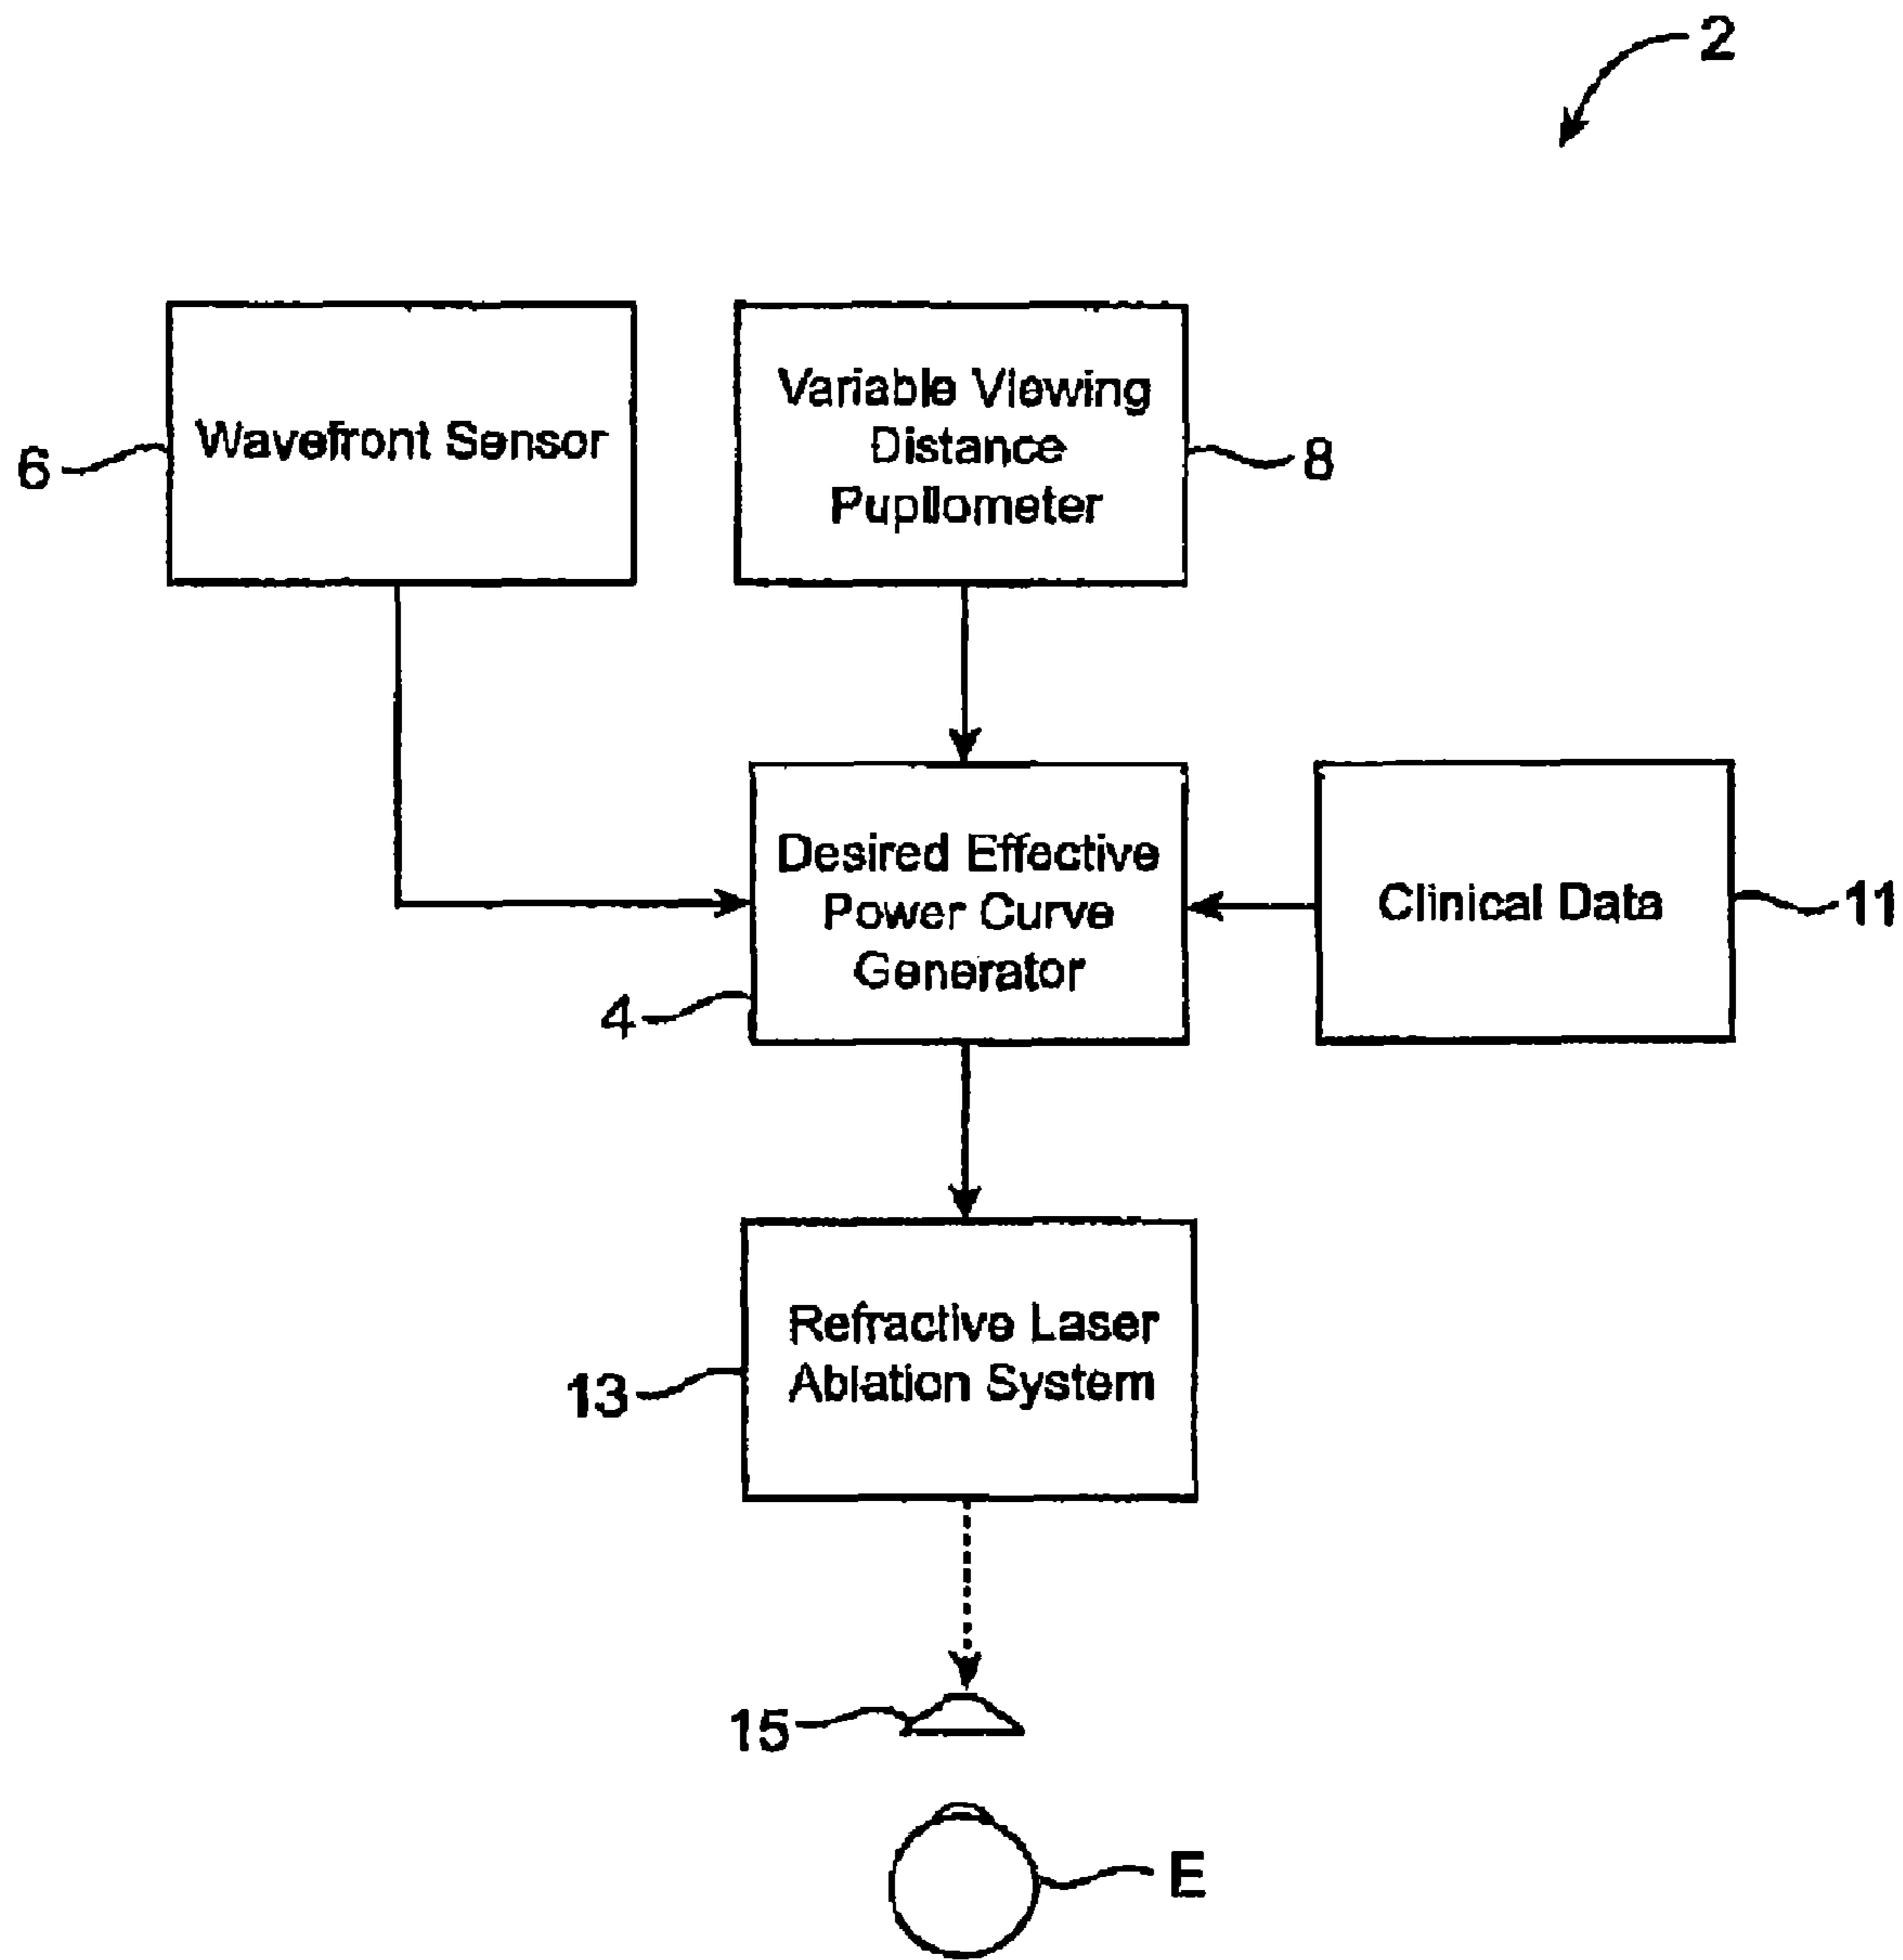 2
Wavefront Sensor
6
Variable Viewing
Distance
Pupilometer
8
Desired Effective
Power Curve
Generator
4
Clinical Data
11
Refractive Laser
Ablation System
13
15
E